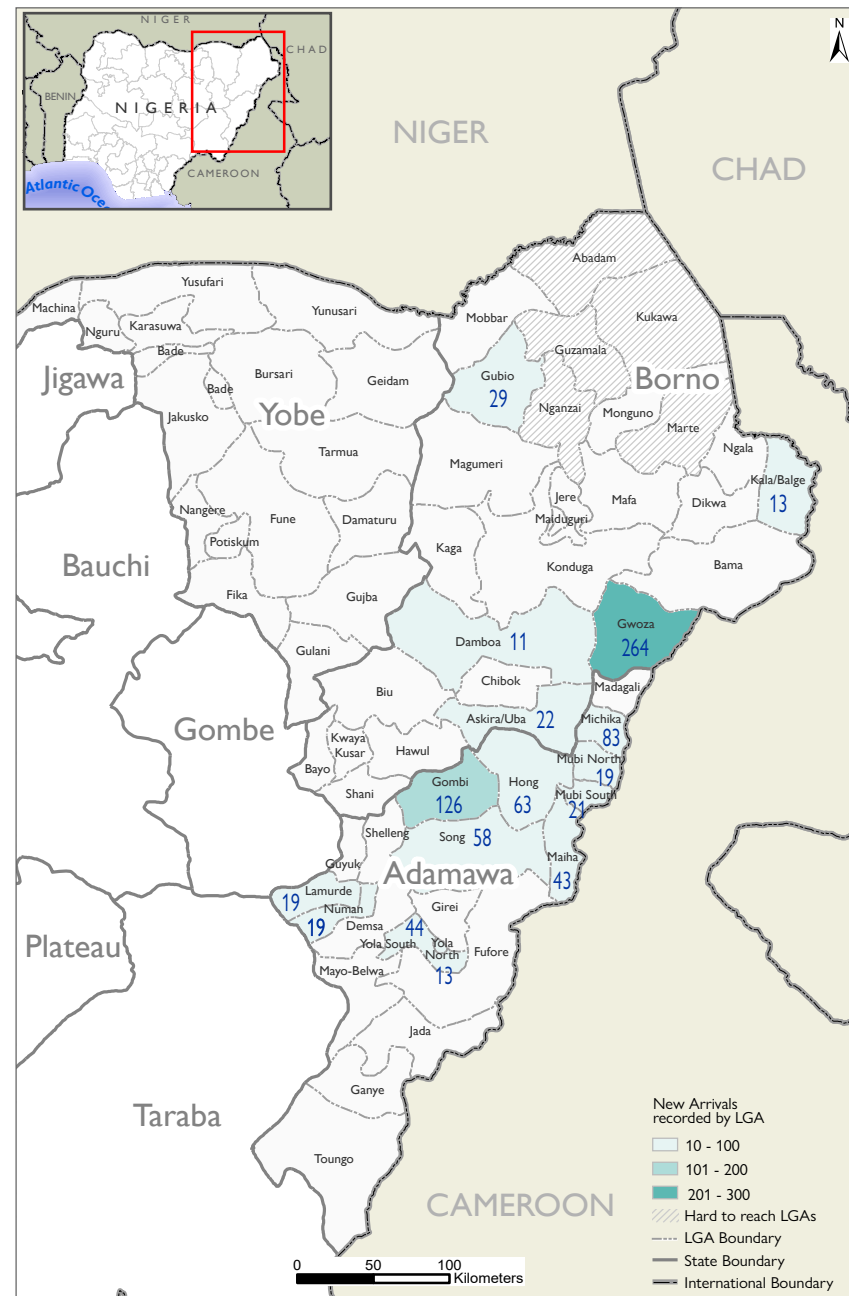 NIGER
CHAD
BENIN
NIGERIA
CAMEROON
Atlantic Oce
N
NIGER
CHAD
Abadam
Yusufari
Machina
Yunusari
Mobbar
Kukawa
Nguru
Karasuwa
Guzamala
Bade
Bursari
Geidam
Gubio
29
Borno
Jigawa
Bade
Yobe
Nganzai
Monguno
Jakusko
Marte
Tarmua
Ngala
Magumeri
Kala/Balge
13
Jere
Mafa
Dikwa
Nangere
Fune
Damaturu
Maiduguri
Potiskum
Kaga
Bauchi
Konduga
Bama
Fika
Gujba
Gwoza
264
Damboa
11
Gulani
Chibok
Madagali
Biu
Askira/Uba
22
Michika
83
Gombe
Kwaya
Kusar
Hawul
Mubi North
19
Bayo
Gombi
126
Hong
63
Mubi South
21
Shani
Shelleng
Song
58
Maiha
43
Guyuk
Adamawa
Lamurde
19
Numan
19
Girei
Demsa
44
Plateau
Yola South
Yola
North
13
Fufore
Mayo-Belwa
Jada
Ganye
Taraba
Toungo
CAMEROON
New Arrivals
recorded by LGA
10 - 100
101 - 200
201 - 300
Hard to reach LGAs
LGA Boundary
State Boundary
International Boundary
0
50
100
Kilometers